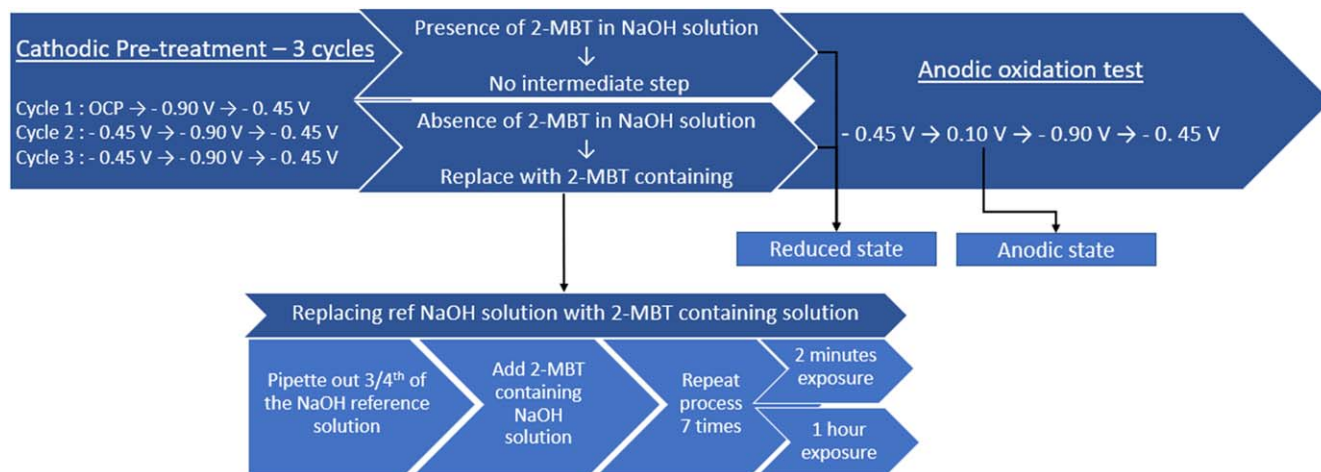 Cathodic Pre-treatment – 3 cycles
Cycle 1 : OCP → - 0.90 V → - 0. 45 V
Cycle 2 : - 0.45 V → - 0.90 V → - 0. 45 V
Cycle 3 : - 0.45 V → - 0.90 V → - 0. 45 V
Presence of 2-MBT in NaOH solution
↓
No intermediate step
Absence of 2-MBT in NaOH solution
↓
Replace with 2-MBT containing
Anodic oxidation test
- 0.45 V → 0.10 V → - 0.90 V → - 0. 45 V
Reduced state
Anodic state
Replacing ref NaOH solution with 2-MBT containing solution
Pipette out 3/4th of
the NaOH reference
solution
Add 2-MBT
containing
NaOH
solution
Repeat
process
7 times
2 minutes
exposure
1 hour
exposure